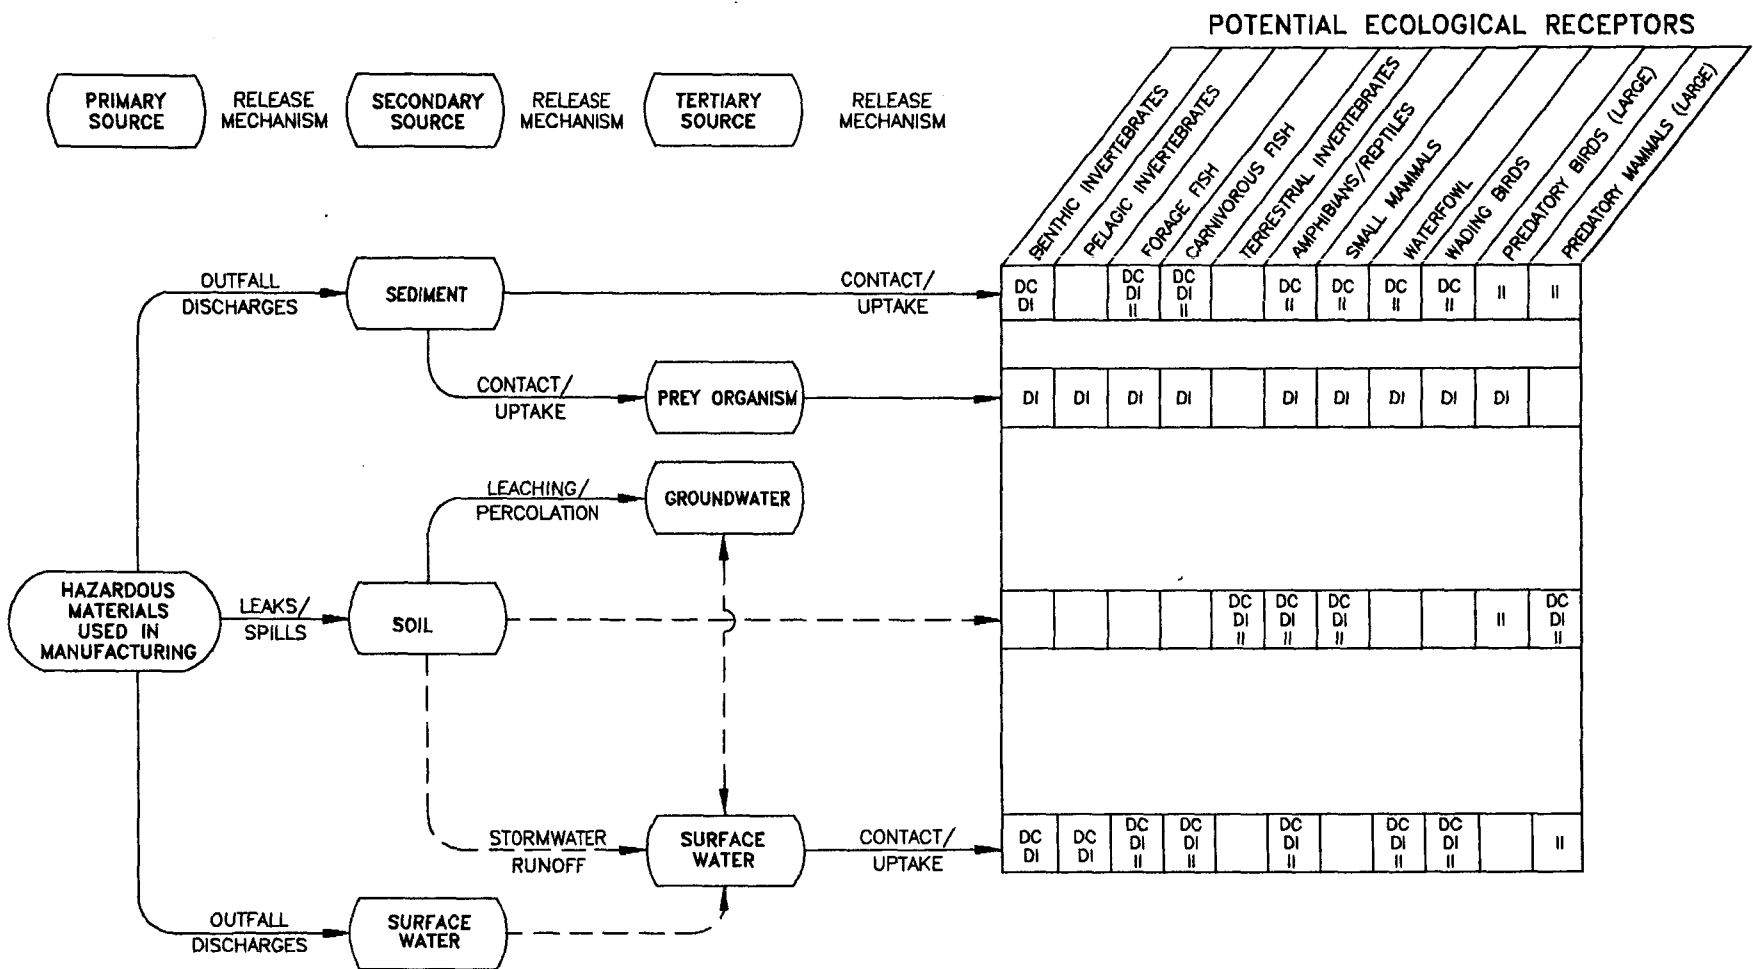 POTENTIAL ECOLOGICAL RECEPTORS
PRIMARY
SOURCE
RELEASE
MECHANISM
SECONDARY
SOURCE
RELEASE
MECHANISM
TERTIARY
SOURCE
RELEASE
MECHANISM
BENTHIC INVERTEBRATES
PELAGIC INVERTEBRATES
FORAGE FISH
CARNIVOROUS FISH
TERRESTRIAL INVERTEBRATES
AMPHIBIANS/REPTILES
SMALL MAMMALS
WATERFOWL
WADING BIRDS
PREDATORY BIRDS (LARGE)
PREDATORY MAMMALS (LARGE)
OUTFALL
DISCHARGES
SEDIMENT
CONTACT/
UPTAKE
DC
DI
DC
DI
II
DC
DI
II
DC
II
DC
II
DC
II
DC
II
II
II
CONTACT/
UPTAKE
PREY ORGANISM
DI
DI
DI
DI
DI
DI
DI
DI
DI
LEACHING/
PERCOLATION
GROUNDWATER
HAZARDOUS
MATERIALS
USED IN
MANUFACTURING
LEAKS/
SPILLS
SOIL
DC
DI
II
DC
DI
II
DC
DI
II
II
DC
DI
II
STORMWATER
RUNOFF
SURFACE
WATER
CONTACT/
UPTAKE
DC
DI
DC
DI
DC
DI
II
DC
DI
II
DC
DI
II
DC
DI
II
DC
DI
II
II
OUTFALL
DISCHARGES
SURFACE
WATER